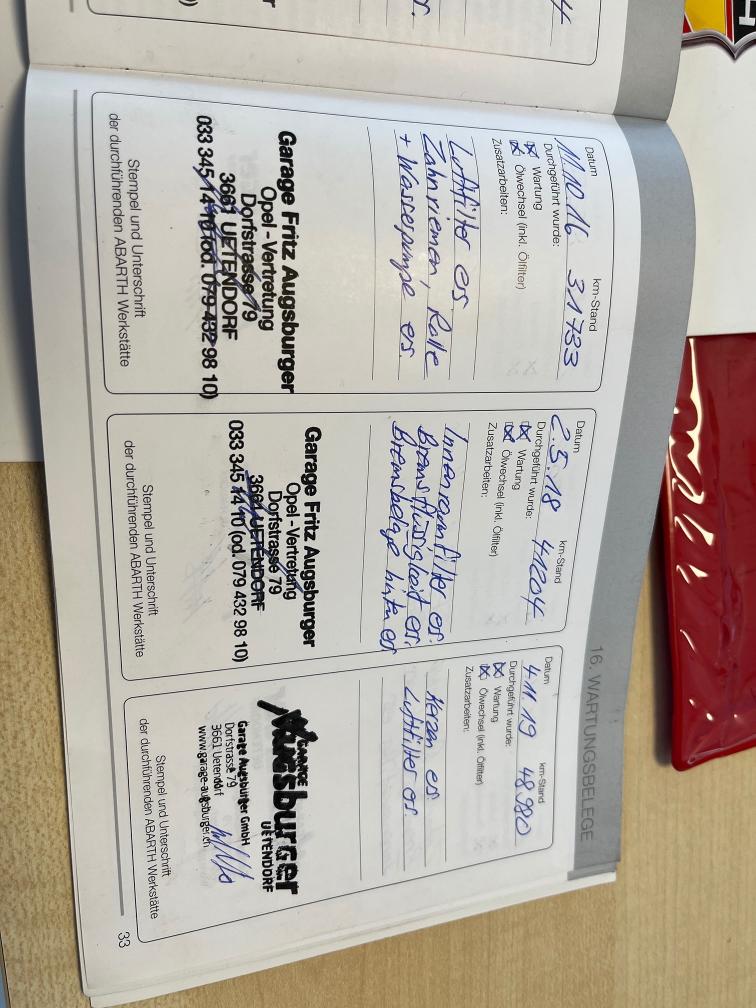 16. WARTUNGSBELEGE
Datum
km-Stand
11.10.16 31733
Durchgeführt wurde:
Wartung
Ölwechsel (inkl. Ölfilter)
Zusatzarbeiten:
Luftfilter ers.
Zahnriemen, Rolle
+ Wasserpumpe ers.
Garage Fritz Augsburger
Opel-Vertretung
Dorfstrasse 79
3661 UETENDORF
033 345 14 10 (od. 079 432 98 10)
Stempel und Unterschrift
der durchführenden ABARTH Werkstätte
Datum
km-Stand
2.5.18 41204
Durchgeführt wurde:
Wartung
Ölwechsel (inkl. Ölfilter)
Zusatzarbeiten:
Innenraumfilter ers.
Bremsflüssigkeit ers.
Bremsbeläge hinten ers
Garage Fritz Augsburger
Opel-Vertretung
Dorfstrasse 79
3661 UETENDORF
033 345 14 10 (od. 079 432 98 10)
Stempel und Unterschrift
der durchführenden ABARTH Werkstätte
Datum
km-Stand
4.11.19 48980
Durchgeführt wurde:
Wartung
Ölwechsel (inkl. Ölfilter)
Zusatzarbeiten:
Kerzen ers.
Luftfilter ers.
GARAGE
Augsburger
UETENDORF
Garage Augsburger GmbH
Dorfstrasse 79
3661 Uetendorf
www.garage-augsburger.ch
Stempel und Unterschrift
der durchführenden ABARTH Werkstätte
33